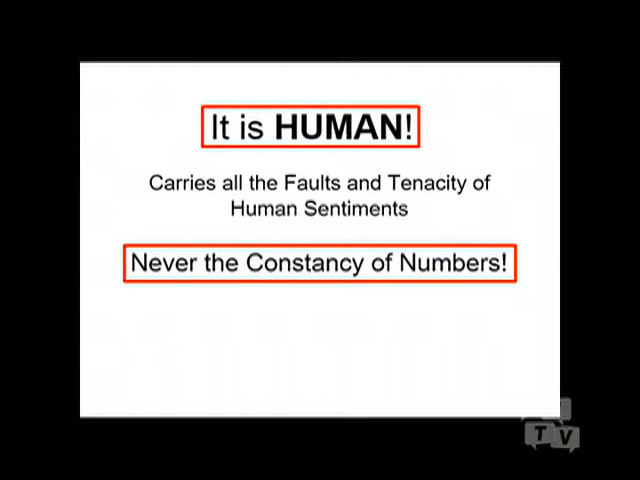 It is HUMAN!
Carries all the Faults and Tenacity of
Human Sentiments
Never the Constancy of Numbers!
TV